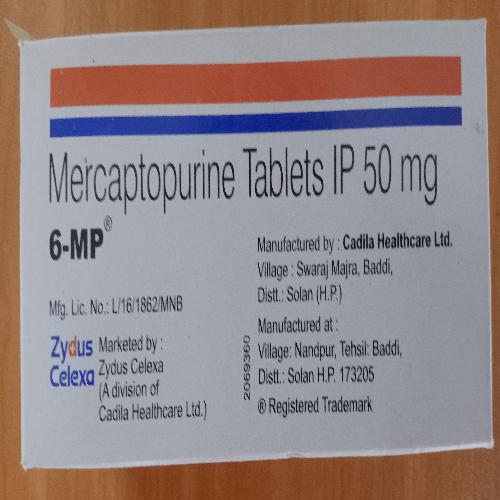 Mercaptopurine Tablets IP 50 mg
6-MP®
Mfg. Lic. No.: L/16/1862/MNB
Zydus
Celexa
Marketed by :
Zydus Celexa
(A division of
Cadila Healthcare Ltd.)
2069360
Manufactured by : Cadila Healthcare Ltd.
Village : Swaraj Majra, Baddi,
Distt.: Solan (H.P.)
Manufactured at :
Village: Nandpur, Tehsil: Baddi,
Distt.: Solan H.P. 173205
® Registered Trademark